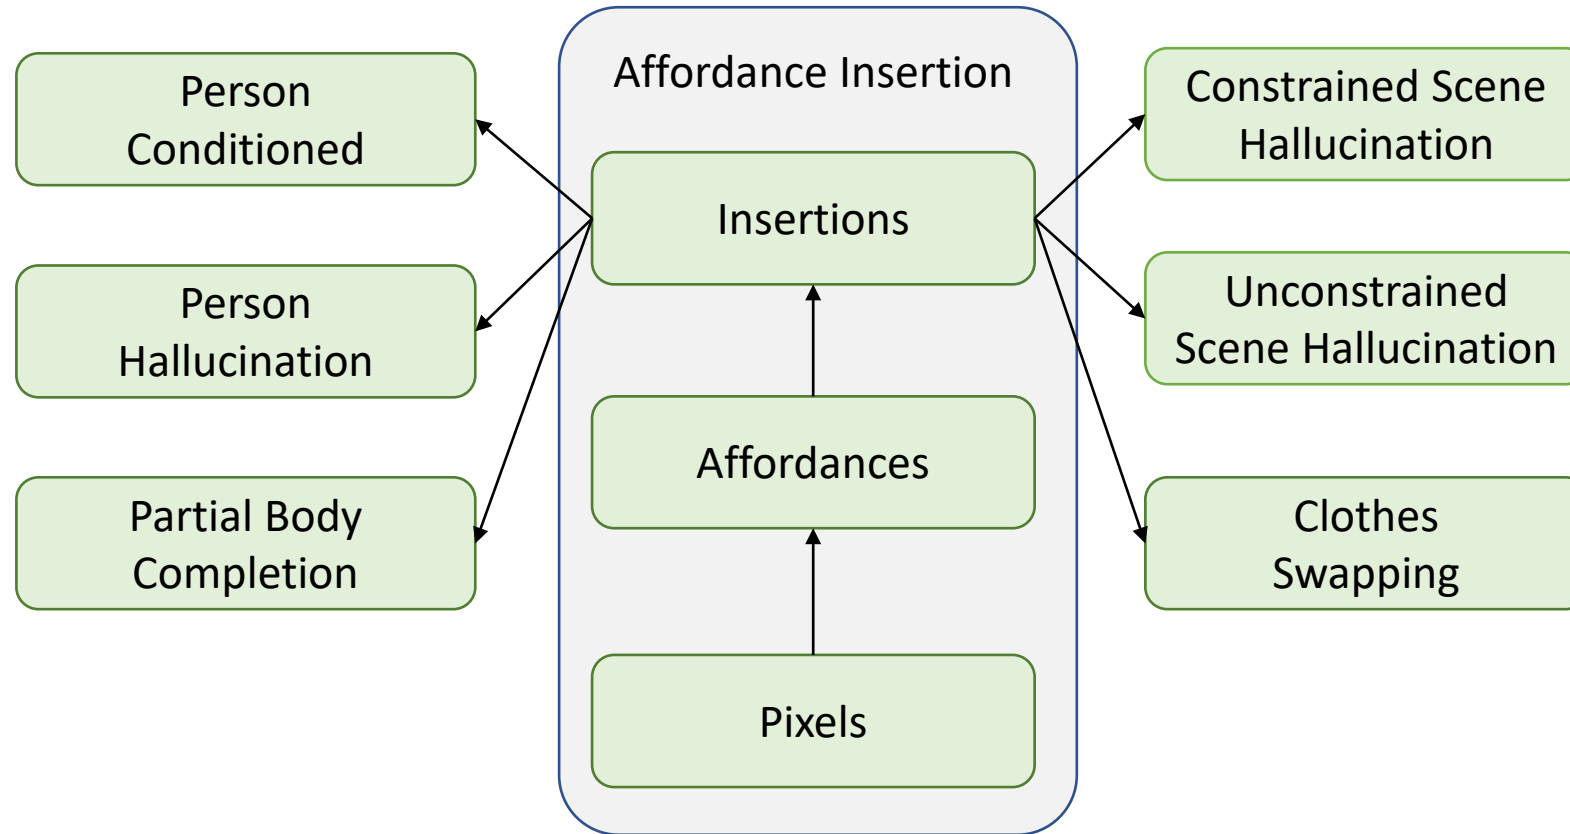 Person
Conditioned
Person
Hallucination
Partial Body
Completion
Affordance Insertion
Insertions
Affordances
Pixels
Constrained Scene
Hallucination
Unconstrained
Scene Hallucination
Clothes
Swapping